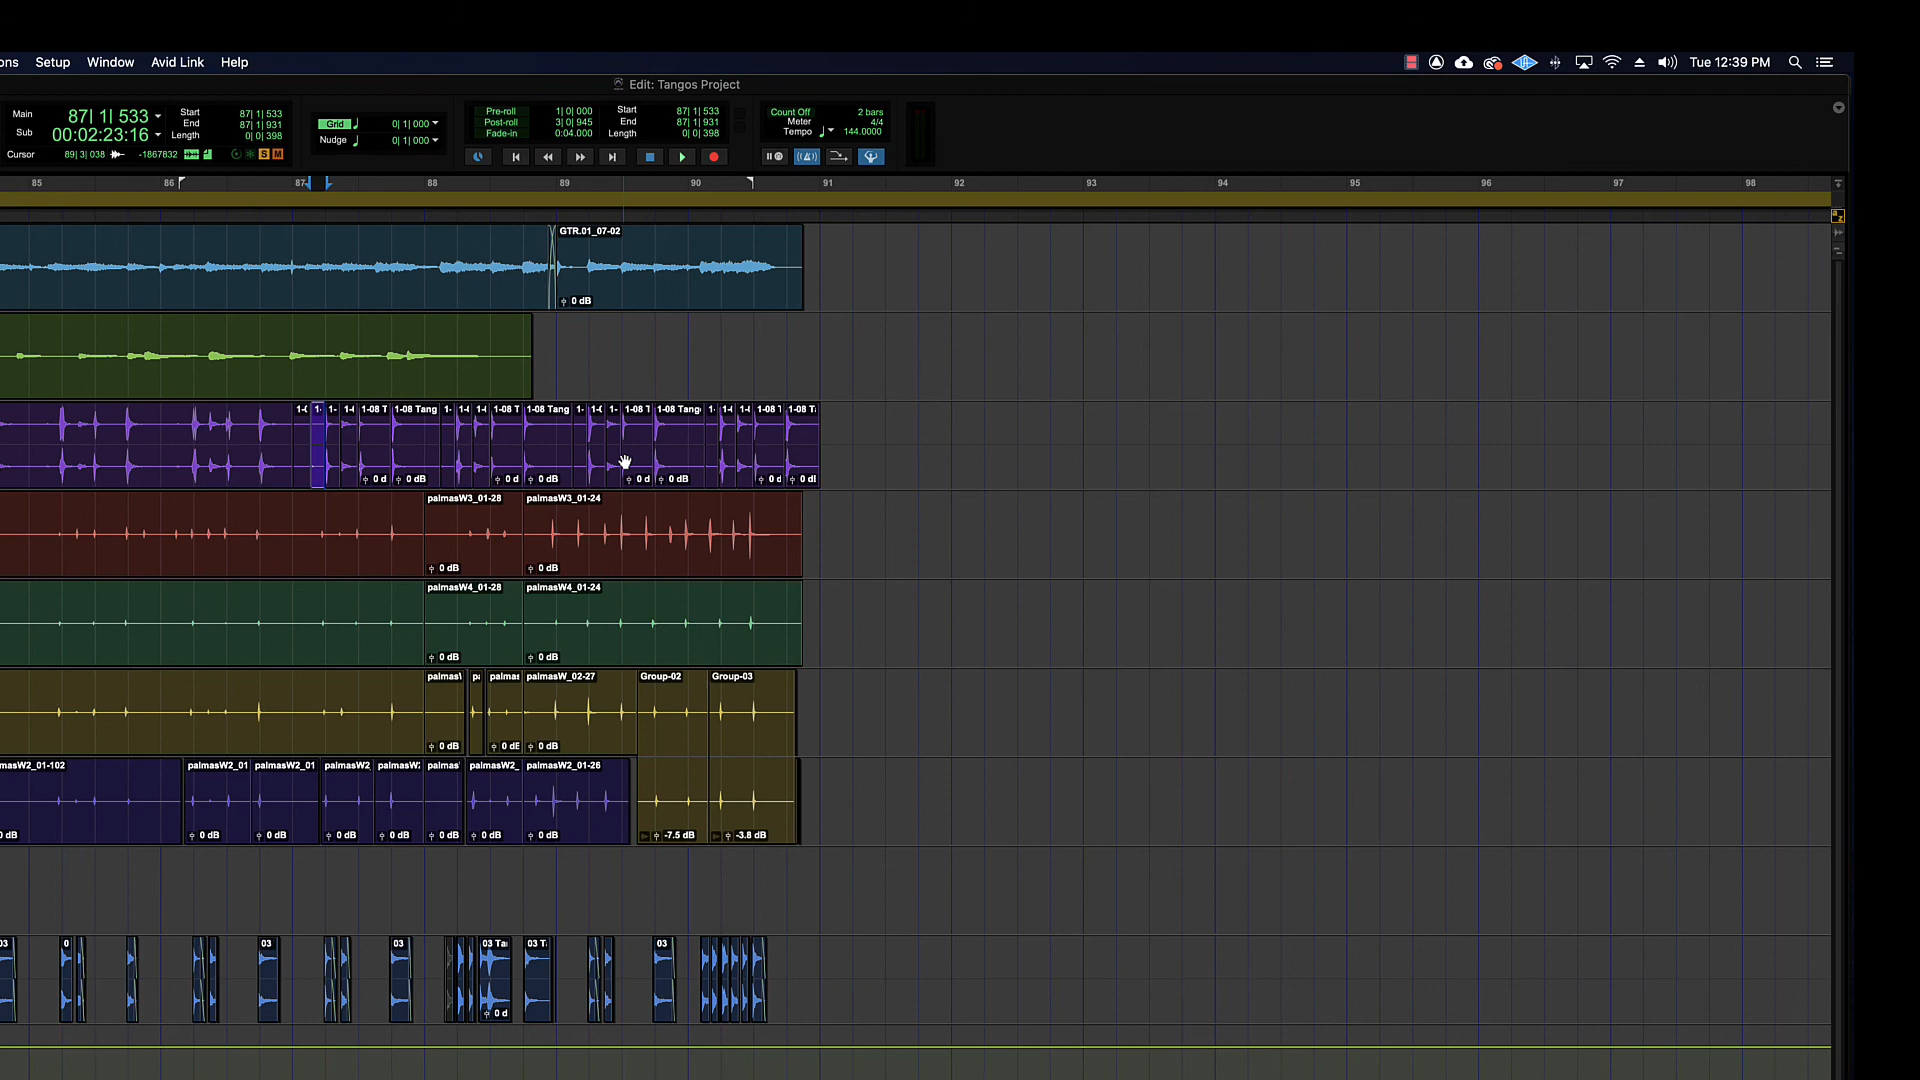 ons Setup Window Avid Link Help Tue 12:39 PM
Edit: Tangos Project
Main 87| 1| 533
Sub 00:02:23:16
Cursor 89| 3| 038 -1867832
Start 87| 1| 533
End 87| 1| 931
Length 0| 0| 398
S M
Grid 0| 1| 000
Nudge 0| 1| 000
Pre-roll 1| 0| 000
Post-roll 3| 0| 945
Fade-in 0:04.000
Start 87| 1| 533
End 87| 1| 931
Length 0| 0| 398
Count Off 2 bars
Meter 4/4
Tempo 144.0000
85 86 87 88 89 90 91 92 93 94 95 96 97 98
GTR.01_07-02
0 dB
1-08 T 1-08 Tang 1-08 T 1-08 Tang 1-08 T 1-08 Tang 1-08 T 1-08 T
0 d 0 dB 0 d 0 dB 0 d 0 dB 0 d 0 dl
palmasW3_01-28 palmasW3_01-24
0 dB 0 dB
palmasW4_01-28 palmasW4_01-24
0 dB 0 dB
palmas pa palmas palmasW_02-27 Group-02 Group-03
0 dB 0 dB 0 dB
lmasW2_01-102 palmasW2_01 palmasW2_01 palmasW2_ palmasW2 palmas palmasW2_ palmasW2_01-26
0 dB 0 dB 0 dB 0 dB 0 dB 0 dB 0 dB 0 dB -7.5 dB -3.8 dB
03 0 03 03 03 Ta 03 T 03
0 d